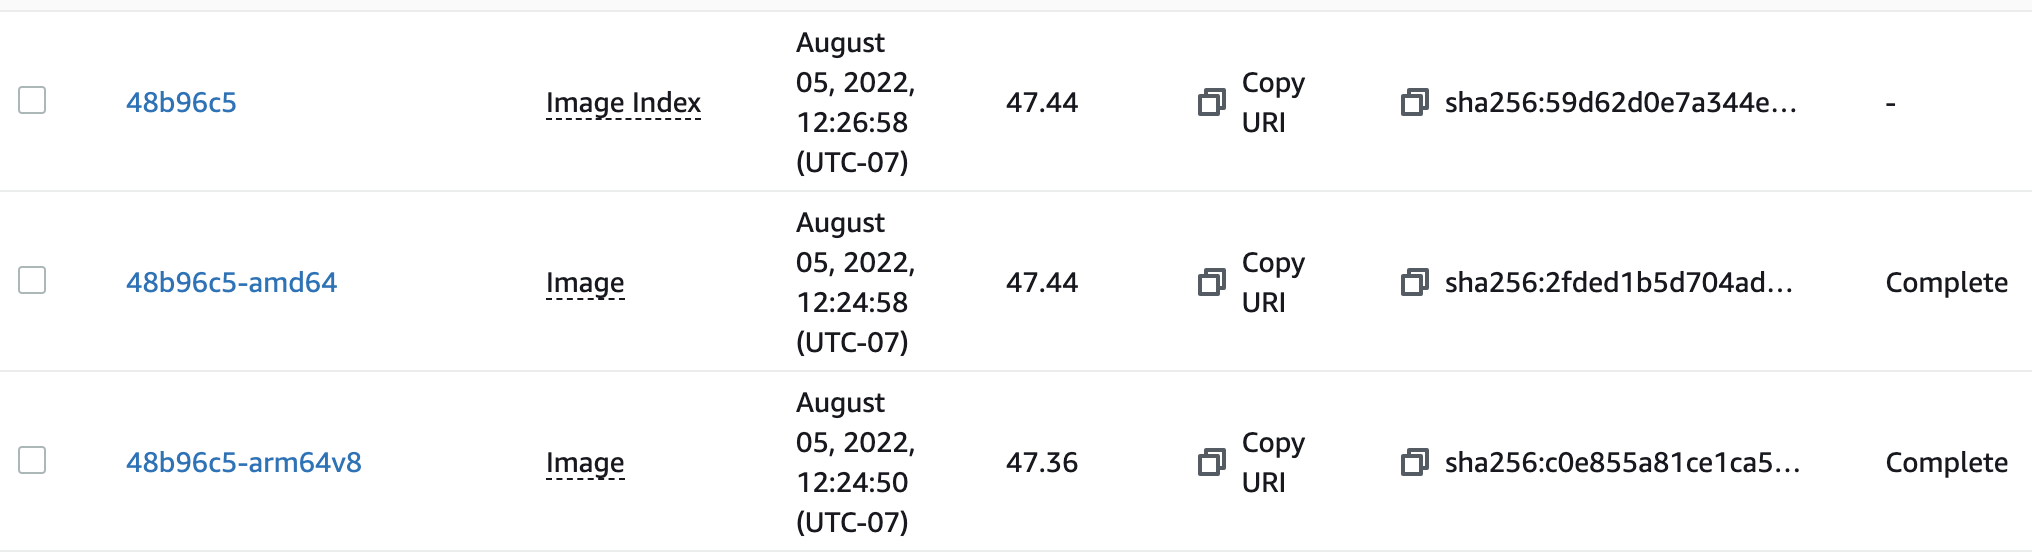 48b96c5 Image Index August 05, 2022, 12:26:58 (UTC-07) 47.44 Copy URI sha256:59d62d0e7a344e... -
48b96c5-amd64 Image August 05, 2022, 12:24:58 (UTC-07) 47.44 Copy URI sha256:2fded1b5d704ad... Complete
48b96c5-arm64v8 Image August 05, 2022, 12:24:50 (UTC-07) 47.36 Copy URI sha256:c0e855a81ce1ca5... Complete